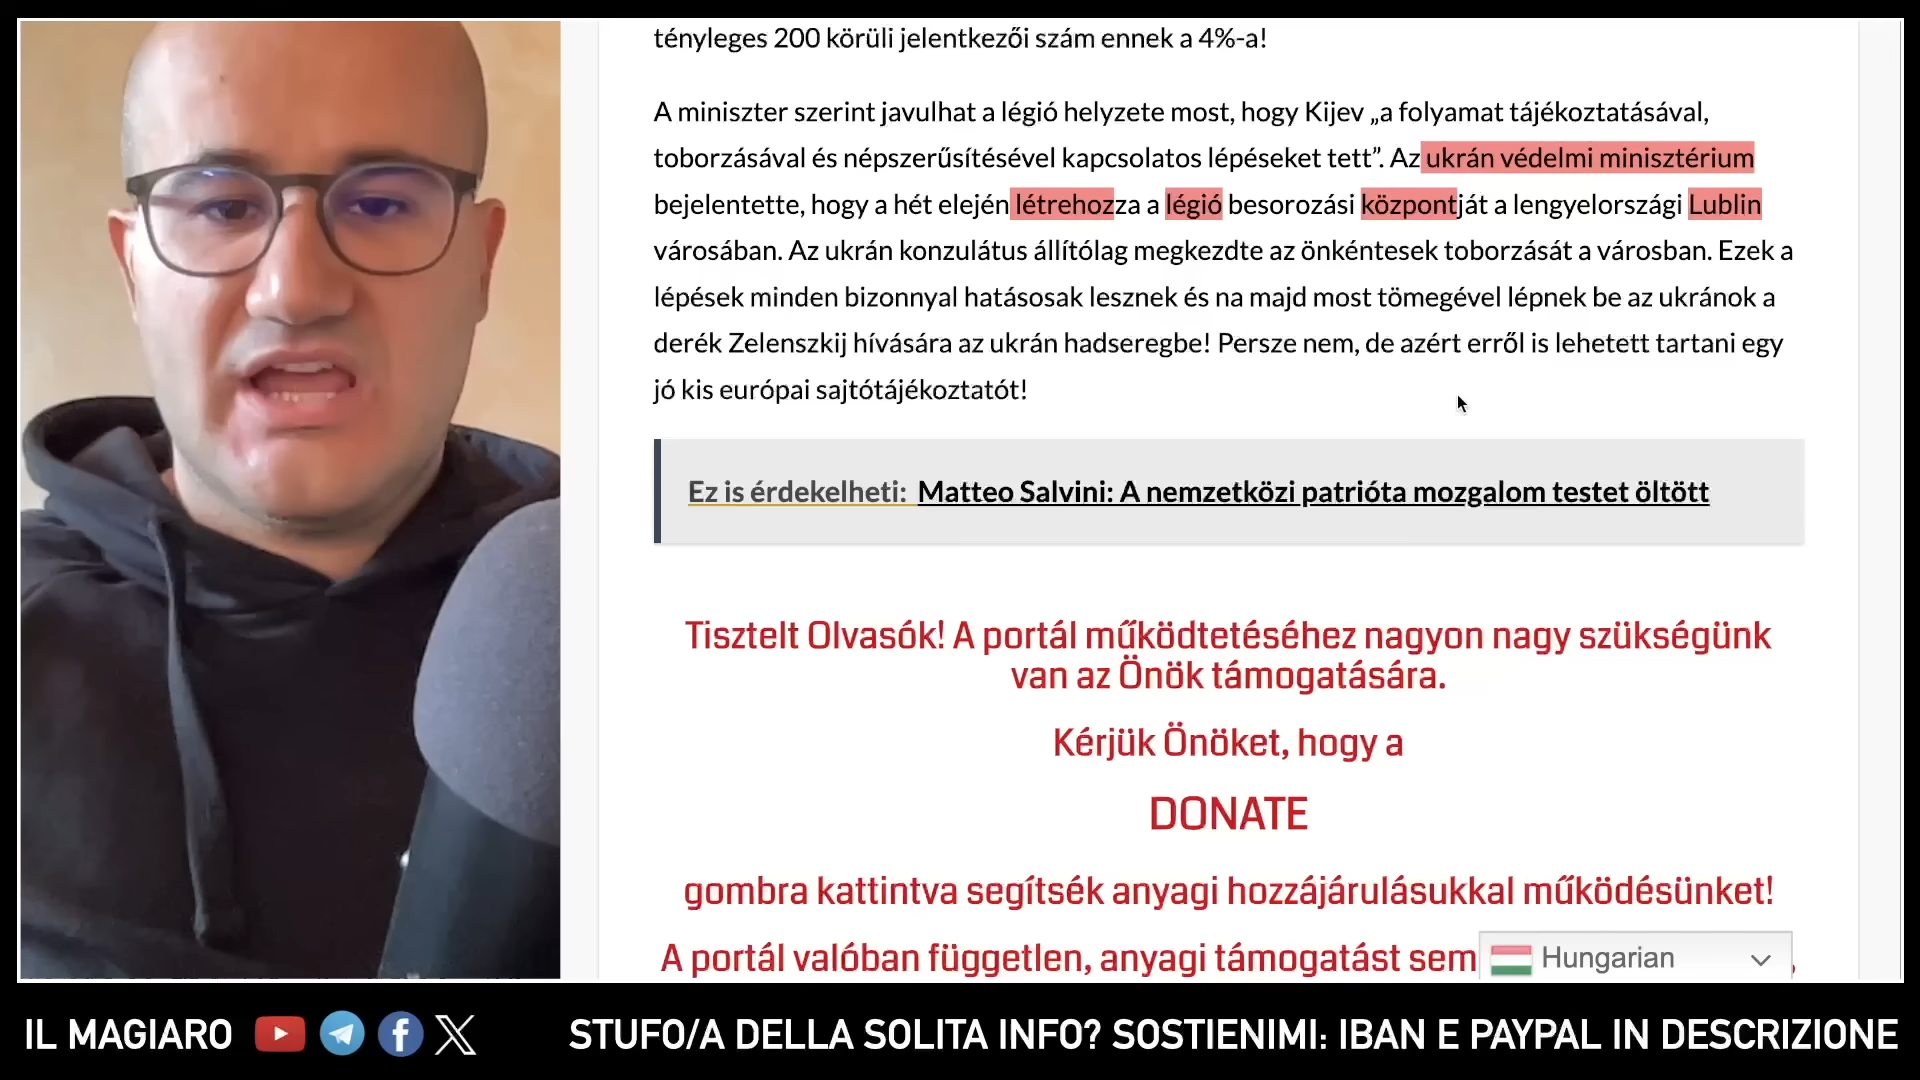 tényleges 200 körüli jelentkezői szám ennek a 4%-a!
A miniszter szerint javulhat a légió helyzete most, hogy Kijev „a folyamat tájékoztatásával,
toborzásával és népszerűsítésével kapcsolatos lépéseket tett”. Az ukrán védelmi minisztérium
bejelentette, hogy a hét elején létrehozza a légió besorozási központját a lengyelországi Lublin
városában. Az ukrán konzulátus állítólag megkezdte az önkéntesek toborzását a városban. Ezek a
lépések minden bizonnyal hatásosak lesznek és na majd most tömegével lépnek be az ukránok a
derék Zelenszkij hívására az ukrán hadseregbe! Persze nem, de azért erről is lehetett tartani egy
jó kis európai sajtótájékoztatót!
Ez is érdekelheti: Matteo Salvini: A nemzetközi patrióta mozgalom testet öltött
Tisztelt Olvasók! A portál működtetéséhez nagyon nagy szükségünk
van az Önök támogatására.
Kérjük Önöket, hogy a
DONATE
gombra kattintva segítsék anyagi hozzájárulásukkal működésünket!
A portál valóban független, anyagi támogatást sem
Hungarian
IL MAGIARO
STUFO/A DELLA SOLITA INFO? SOSTIENIMI: IBAN E PAYPAL IN DESCRIZIONE